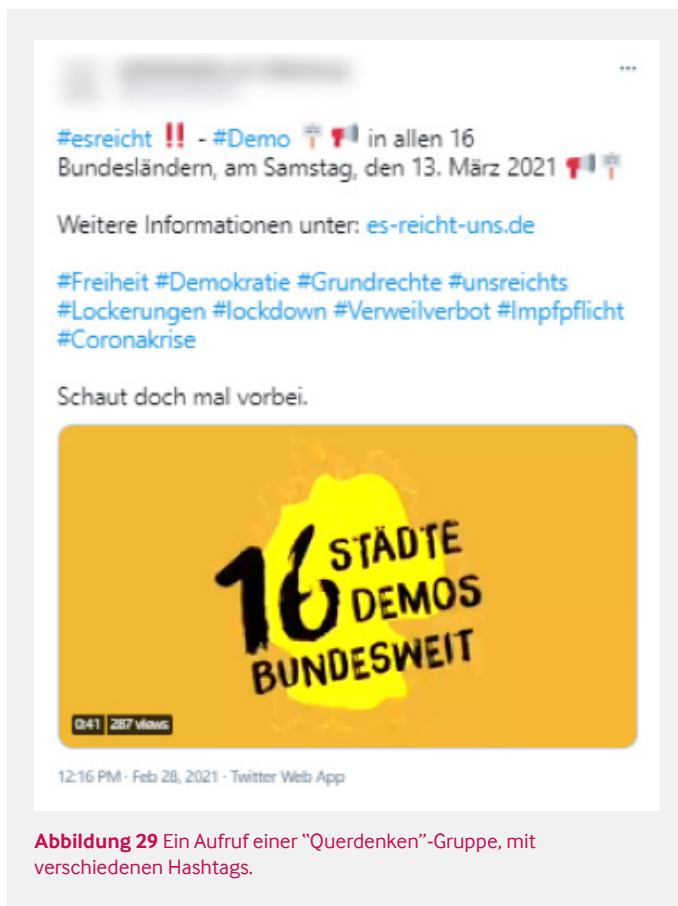 #esreicht ‼ - #Demo 🪧 📢 in allen 16
Bundesländern, am Samstag, den 13. März 2021 📢 🪧
Weitere Informationen unter: es-reicht-uns.de
#Freiheit #Demokratie #Grundrechte #unsreichts
#Lockerungen #lockdown #Verweilverbot #Impfpflicht
#Coronakrise
Schaut doch mal vorbei.
16 STÄDTE
DEMOS
BUNDESWEIT
0:41 287 views
12:16 PM · Feb 28, 2021 · Twitter Web App
Abbildung 29 Ein Aufruf einer “Querdenken”-Gruppe, mit
verschiedenen Hashtags.